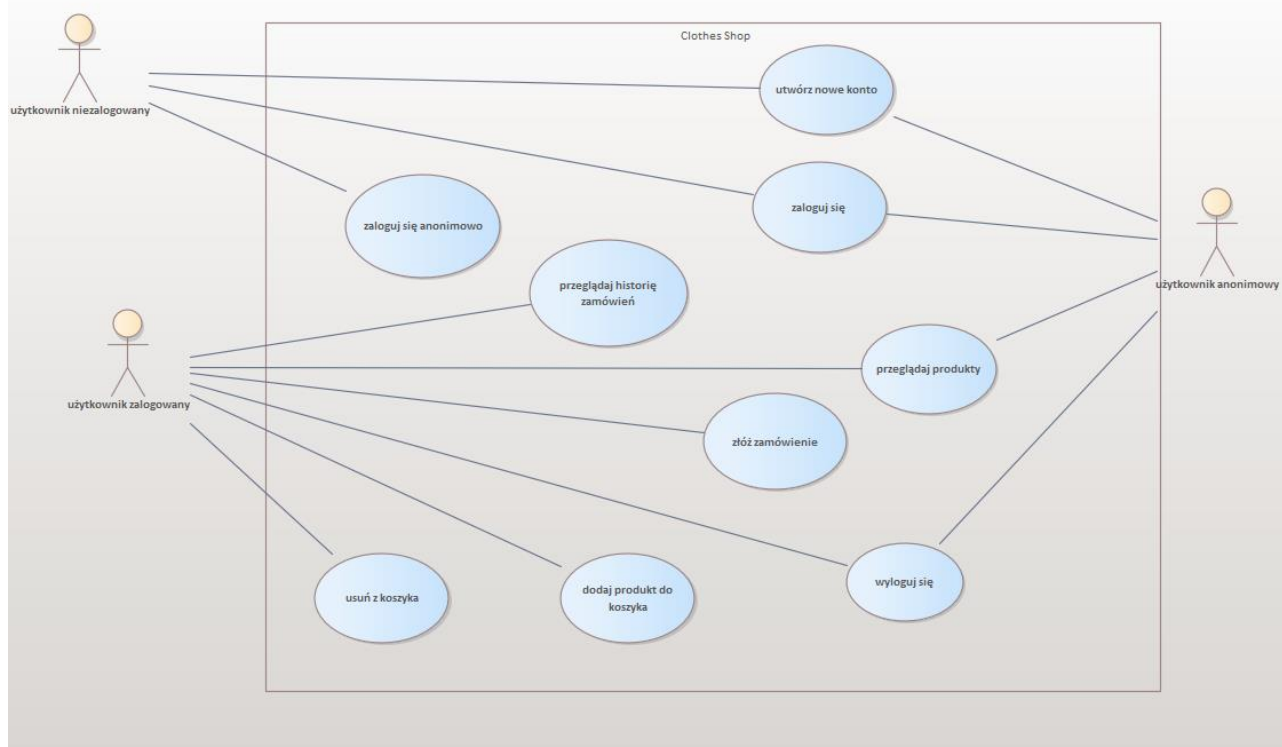 Clothes Shop
utwórz nowe konto
użytkownik niezalogowany
zaloguj się
zaloguj się anonimowo
przeglądaj historię
zamówień
użytkownik anonimowy
przeglądaj produkty
użytkownik zalogowany
złóż zamówienie
wyloguj się
usuń z koszyka
dodaj produkt do
koszyka